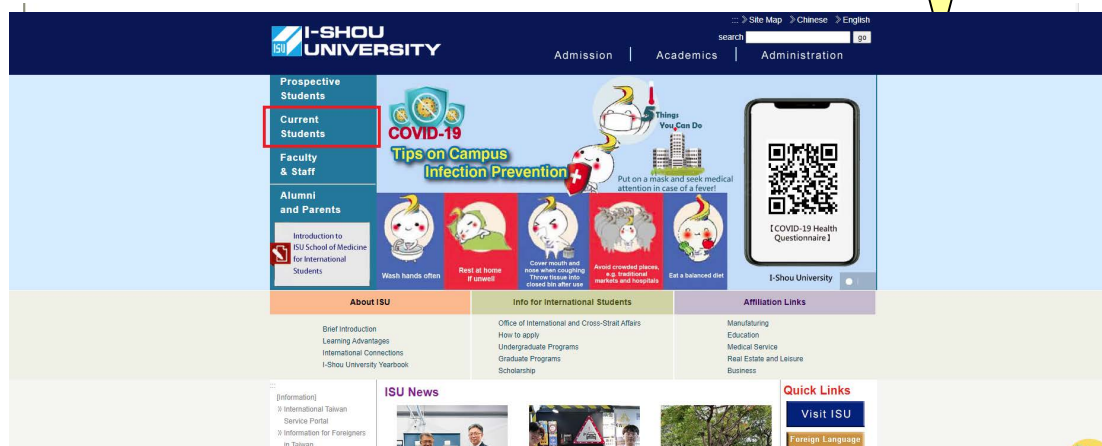 ::: 》Site Map 》Chinese 》English
I-SHOU
UNIVERSITY
ISU
search
go
Admission | Academics | Administration
Prospective
Students
Current
Students
Faculty
& Staff
Alumni
and Parents
Introduction to
ISU School of Medicine
for International
Students
COVID-19
Tips on Campus
Infection Prevention
5 Things
You Can Do
Put on a mask and seek medical
attention in case of a fever!
Wash hands often
Rest at home
if unwell
Cover mouth and
nose when coughing
Throw tissue into
closed bin after use
Avoid crowded places,
e.g. traditional
markets and hospitals
Eat a balanced diet
【COVID-19 Health
Questionnaire】
I-Shou University
About ISU
Brief Introduction
Learning Advantages
International Connections
I-Shou University Yearbook
Info for International Students
Office of International and Cross-Strait Affairs
How to apply
Undergraduate Programs
Graduate Programs
Scholarship
Affiliation Links
Manufaturing
Education
Medical Service
Real Estate and Leisure
Business
:::
[Information]
》International Taiwan
Service Portal
》Information for Foreigners
in Taiwan
ISU News
Quick Links
Visit ISU
Foreign Language